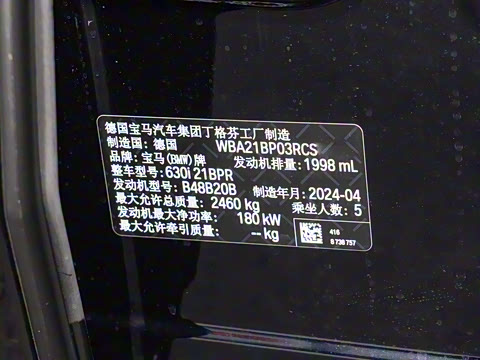 德国宝马汽车集团丁格芬工厂制造
制造国：德国 WBA21BP03RCS
品牌：宝马(BMW)牌 发动机排量：1998 mL
整车型号：630i 21BPR
发动机型号：B48B20B 制造年月：2024-04
最大允许总质量：2460 kg 乘坐人数：5
发动机最大净功率：180 kW
最大允许牵引质量：-- kg
416
8 738 757